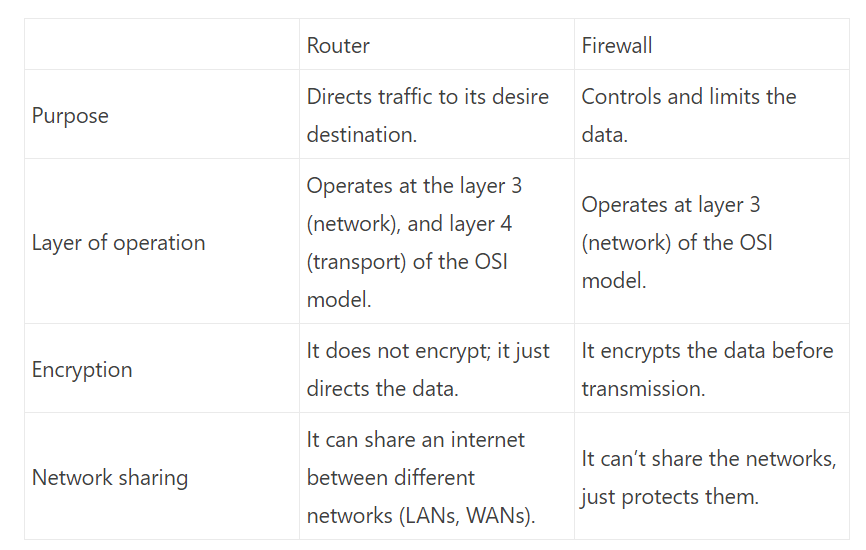 Router
Firewall
Purpose
Directs traffic to its desire
destination.
Controls and limits the
data.
Layer of operation
Operates at the layer 3
(network), and layer 4
(transport) of the OSI
model.
Operates at layer 3
(network) of the OSI
model.
Encryption
It does not encrypt; it just
directs the data.
It encrypts the data before
transmission.
Network sharing
It can share an internet
between different
networks (LANs, WANs).
It can’t share the networks,
just protects them.